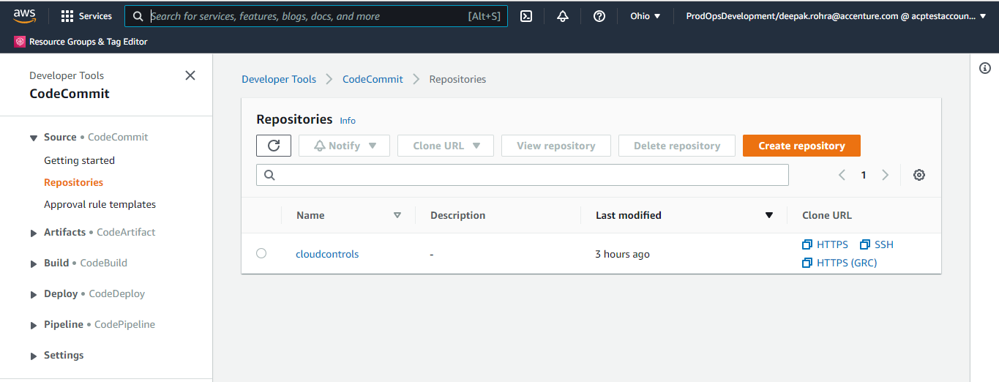 aws
Services
Search for services, features, blogs, docs, and more [Alt+S]
Ohio
ProdOpsDevelopment/deepak.rohra@accenture.com @ acptestaccoun...
Resource Groups & Tag Editor
Developer Tools
CodeCommit
Source • CodeCommit
Getting started
Repositories
Approval rule templates
Artifacts • CodeArtifact
Build • CodeBuild
Deploy • CodeDeploy
Pipeline • CodePipeline
Settings
Developer Tools > CodeCommit > Repositories
Repositories Info
Notify Clone URL View repository Delete repository Create repository
1
Name Description Last modified Clone URL
cloudcontrols - 3 hours ago HTTPS SSH
HTTPS (GRC)